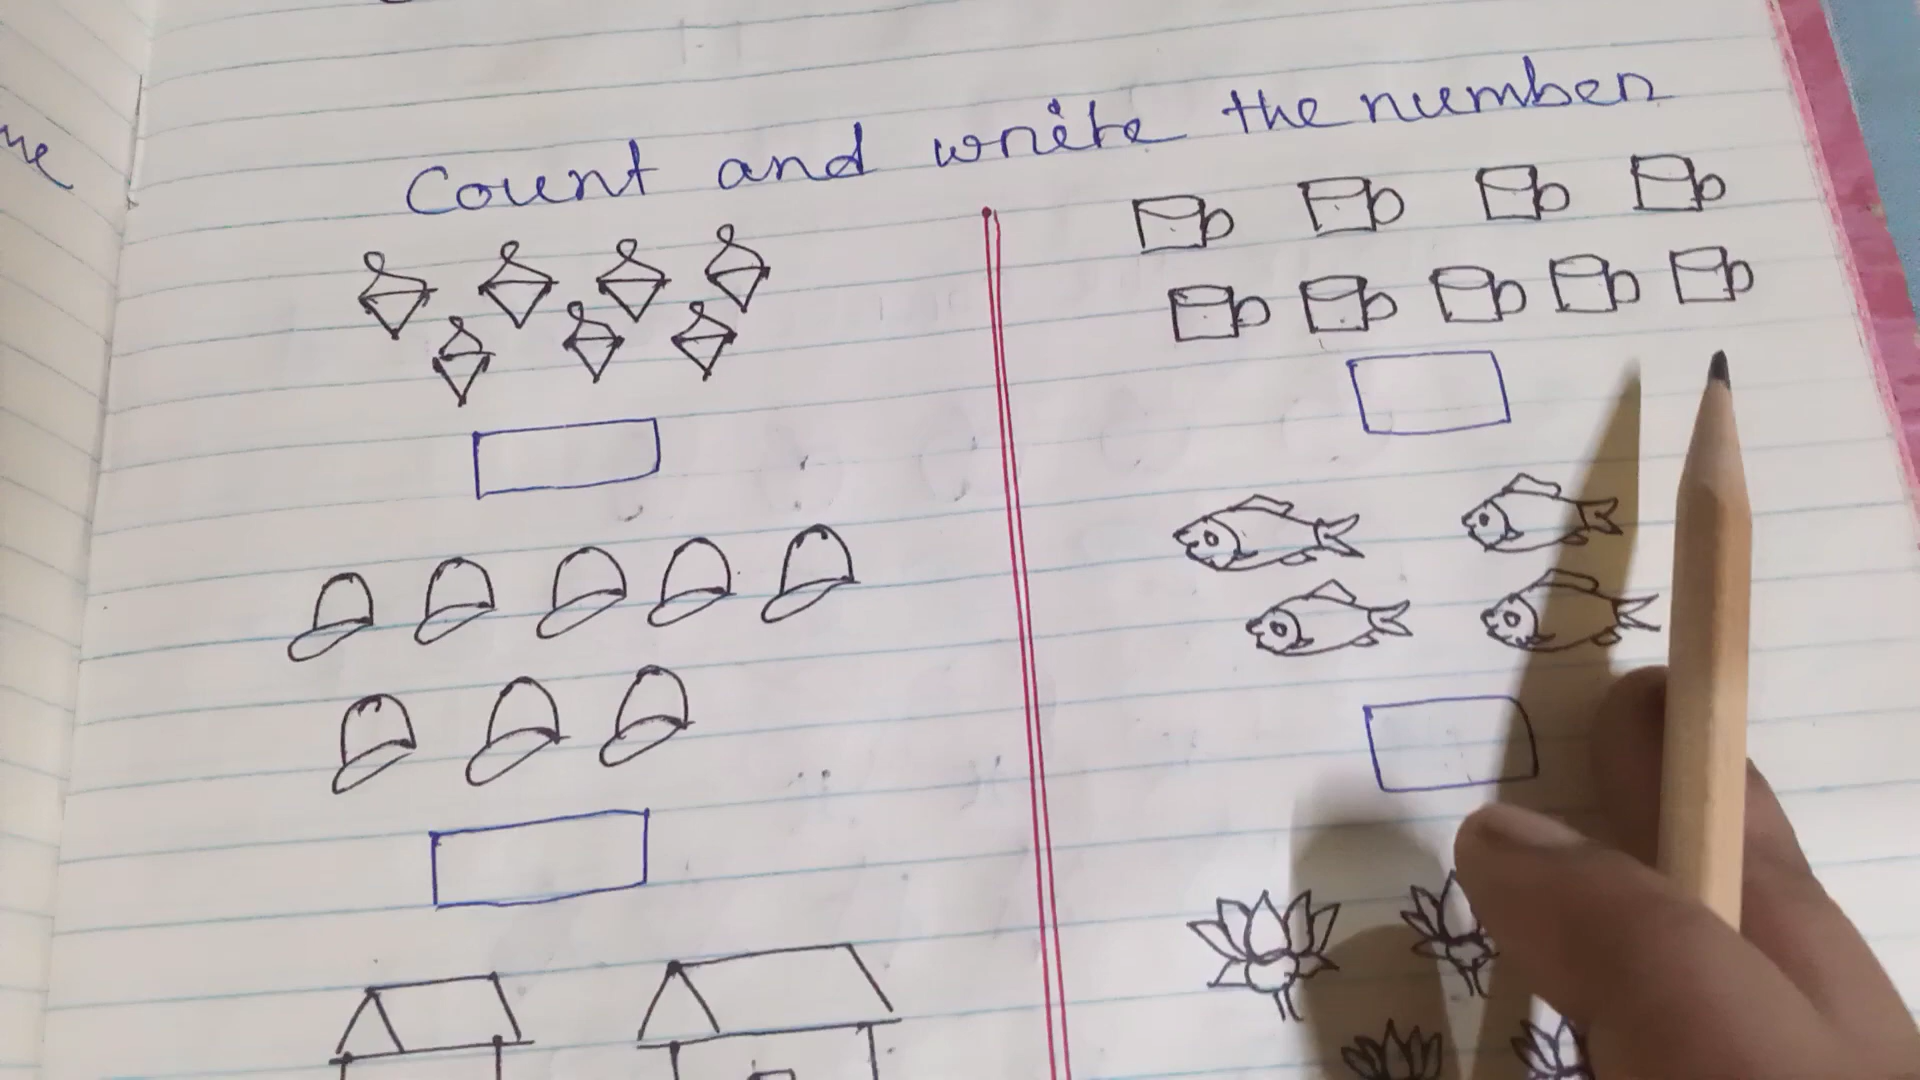 Count and write the number